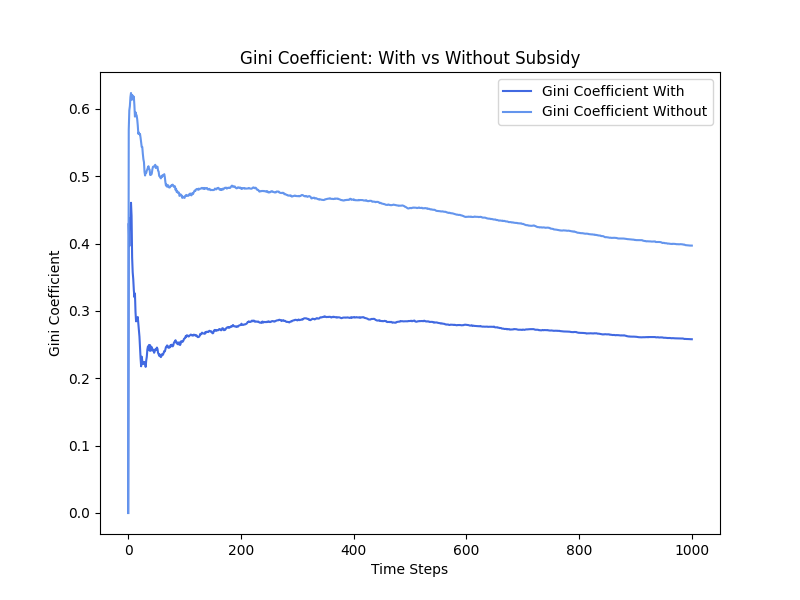 Gini Coefficient: With vs Without Subsidy
Gini Coefficient With
Gini Coefficient Without
Gini Coefficient
0.6
0.5
0.4
0.3
0.2
0.1
0.0
0 200 400 600 800 1000
Time Steps